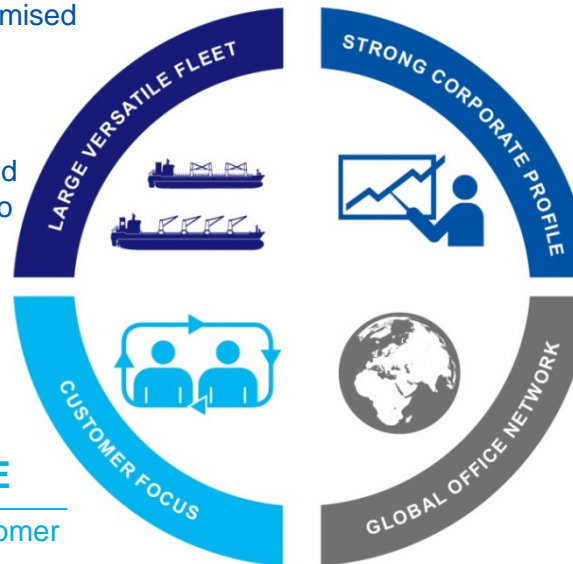 mised
LARGE VERSATILE FLEET
STRONG CORPORATE PROFILE
d
o
CUSTOMER FOCUS
GLOBAL OFFICE NETWORK
E
omer